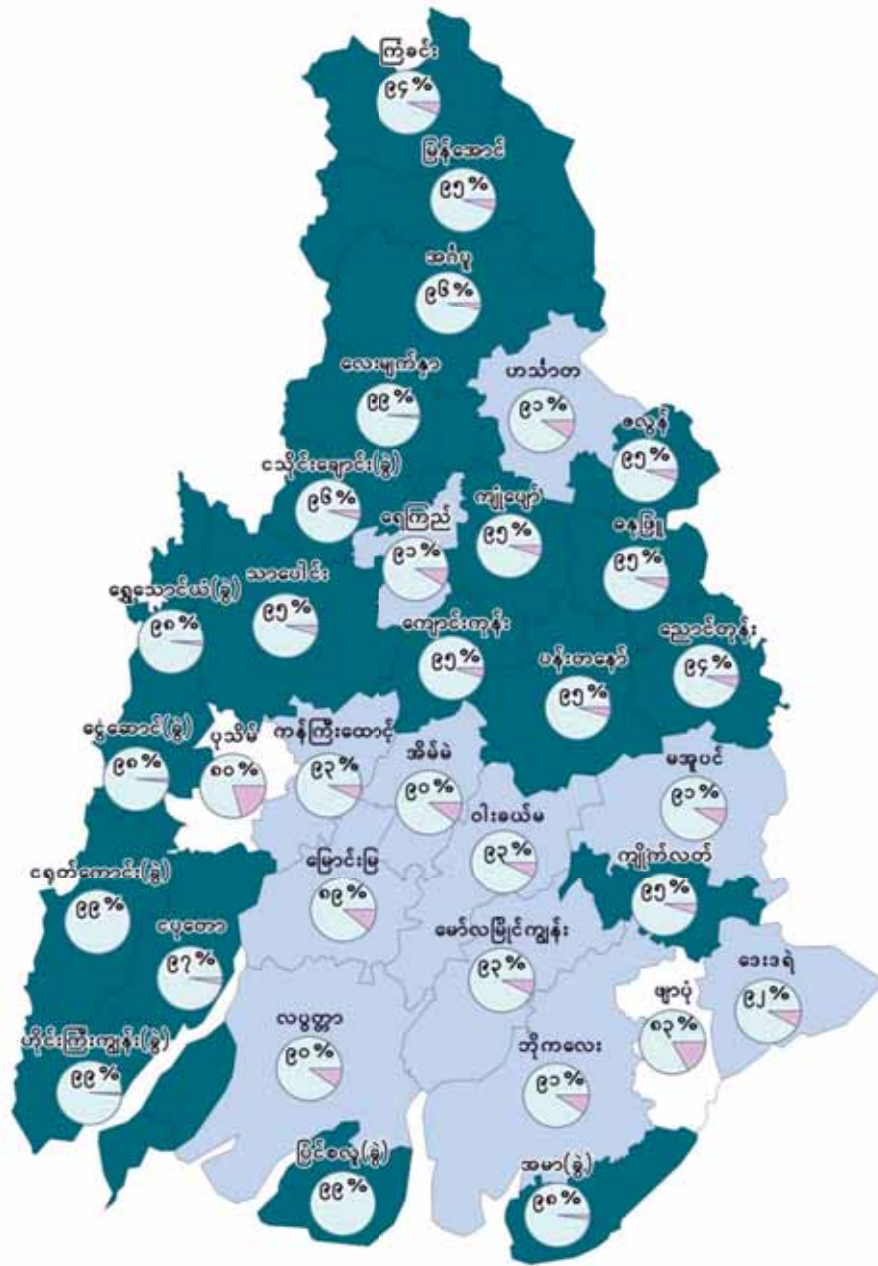 ကြံခင်း
၉၄%
မြန်အောင်
၉၅%
အင်္ဂပူ
၉၆%
လေးမျက်နှာ
၉၉%
ဟင်္သာတ
၉၁%
ဇလွန်
၉၅%
ငသိုင်းချောင်း(ခွဲ)
၉၆%
ရေကြည်
၉၁%
ကျုံပျော်
၉၅%
ဓနုဖြူ
၉၅%
ရွှေသောင်ယံ(ခွဲ)
၉၈%
သာပေါင်း
၉၅%
ကျောင်းကုန်း
၉၅%
ပန်းတနော်
၉၅%
ညောင်တုန်း
၉၄%
ငွေဆောင်(ခွဲ)
၉၈%
ပုသိမ်
၈၀%
ကန်ကြီးထောင့်
၉၃%
အိမ်မဲ
၉၀%
ဝါးခယ်မ
၉၃%
မအူပင်
၉၁%
ငရုတ်ကောင်း(ခွဲ)
၉၉%
ငပုတော
၉၇%
မြောင်းမြ
၈၉%
မော်လမြိုင်ကျွန်း
၉၃%
ကျိုက်လတ်
၉၅%
ဟိုင်းကြီးကျွန်း(ခွဲ)
၉၉%
လပွတ္တာ
၉၀%
ဘိုကလေး
၉၁%
ဖျာပုံ
၈၃%
ဒေးဒရဲ
၉၂%
ပြင်စလူ(ခွဲ)
၉၉%
အမာ(ခွဲ)
၉၈%